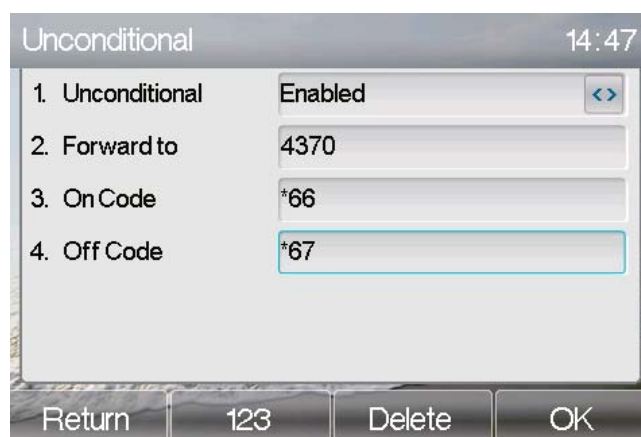 Unconditional 14:47
1. Unconditional Enabled
2. Forward to 4370
3. On Code *66
4. Off Code *67
Return 123 Delete OK